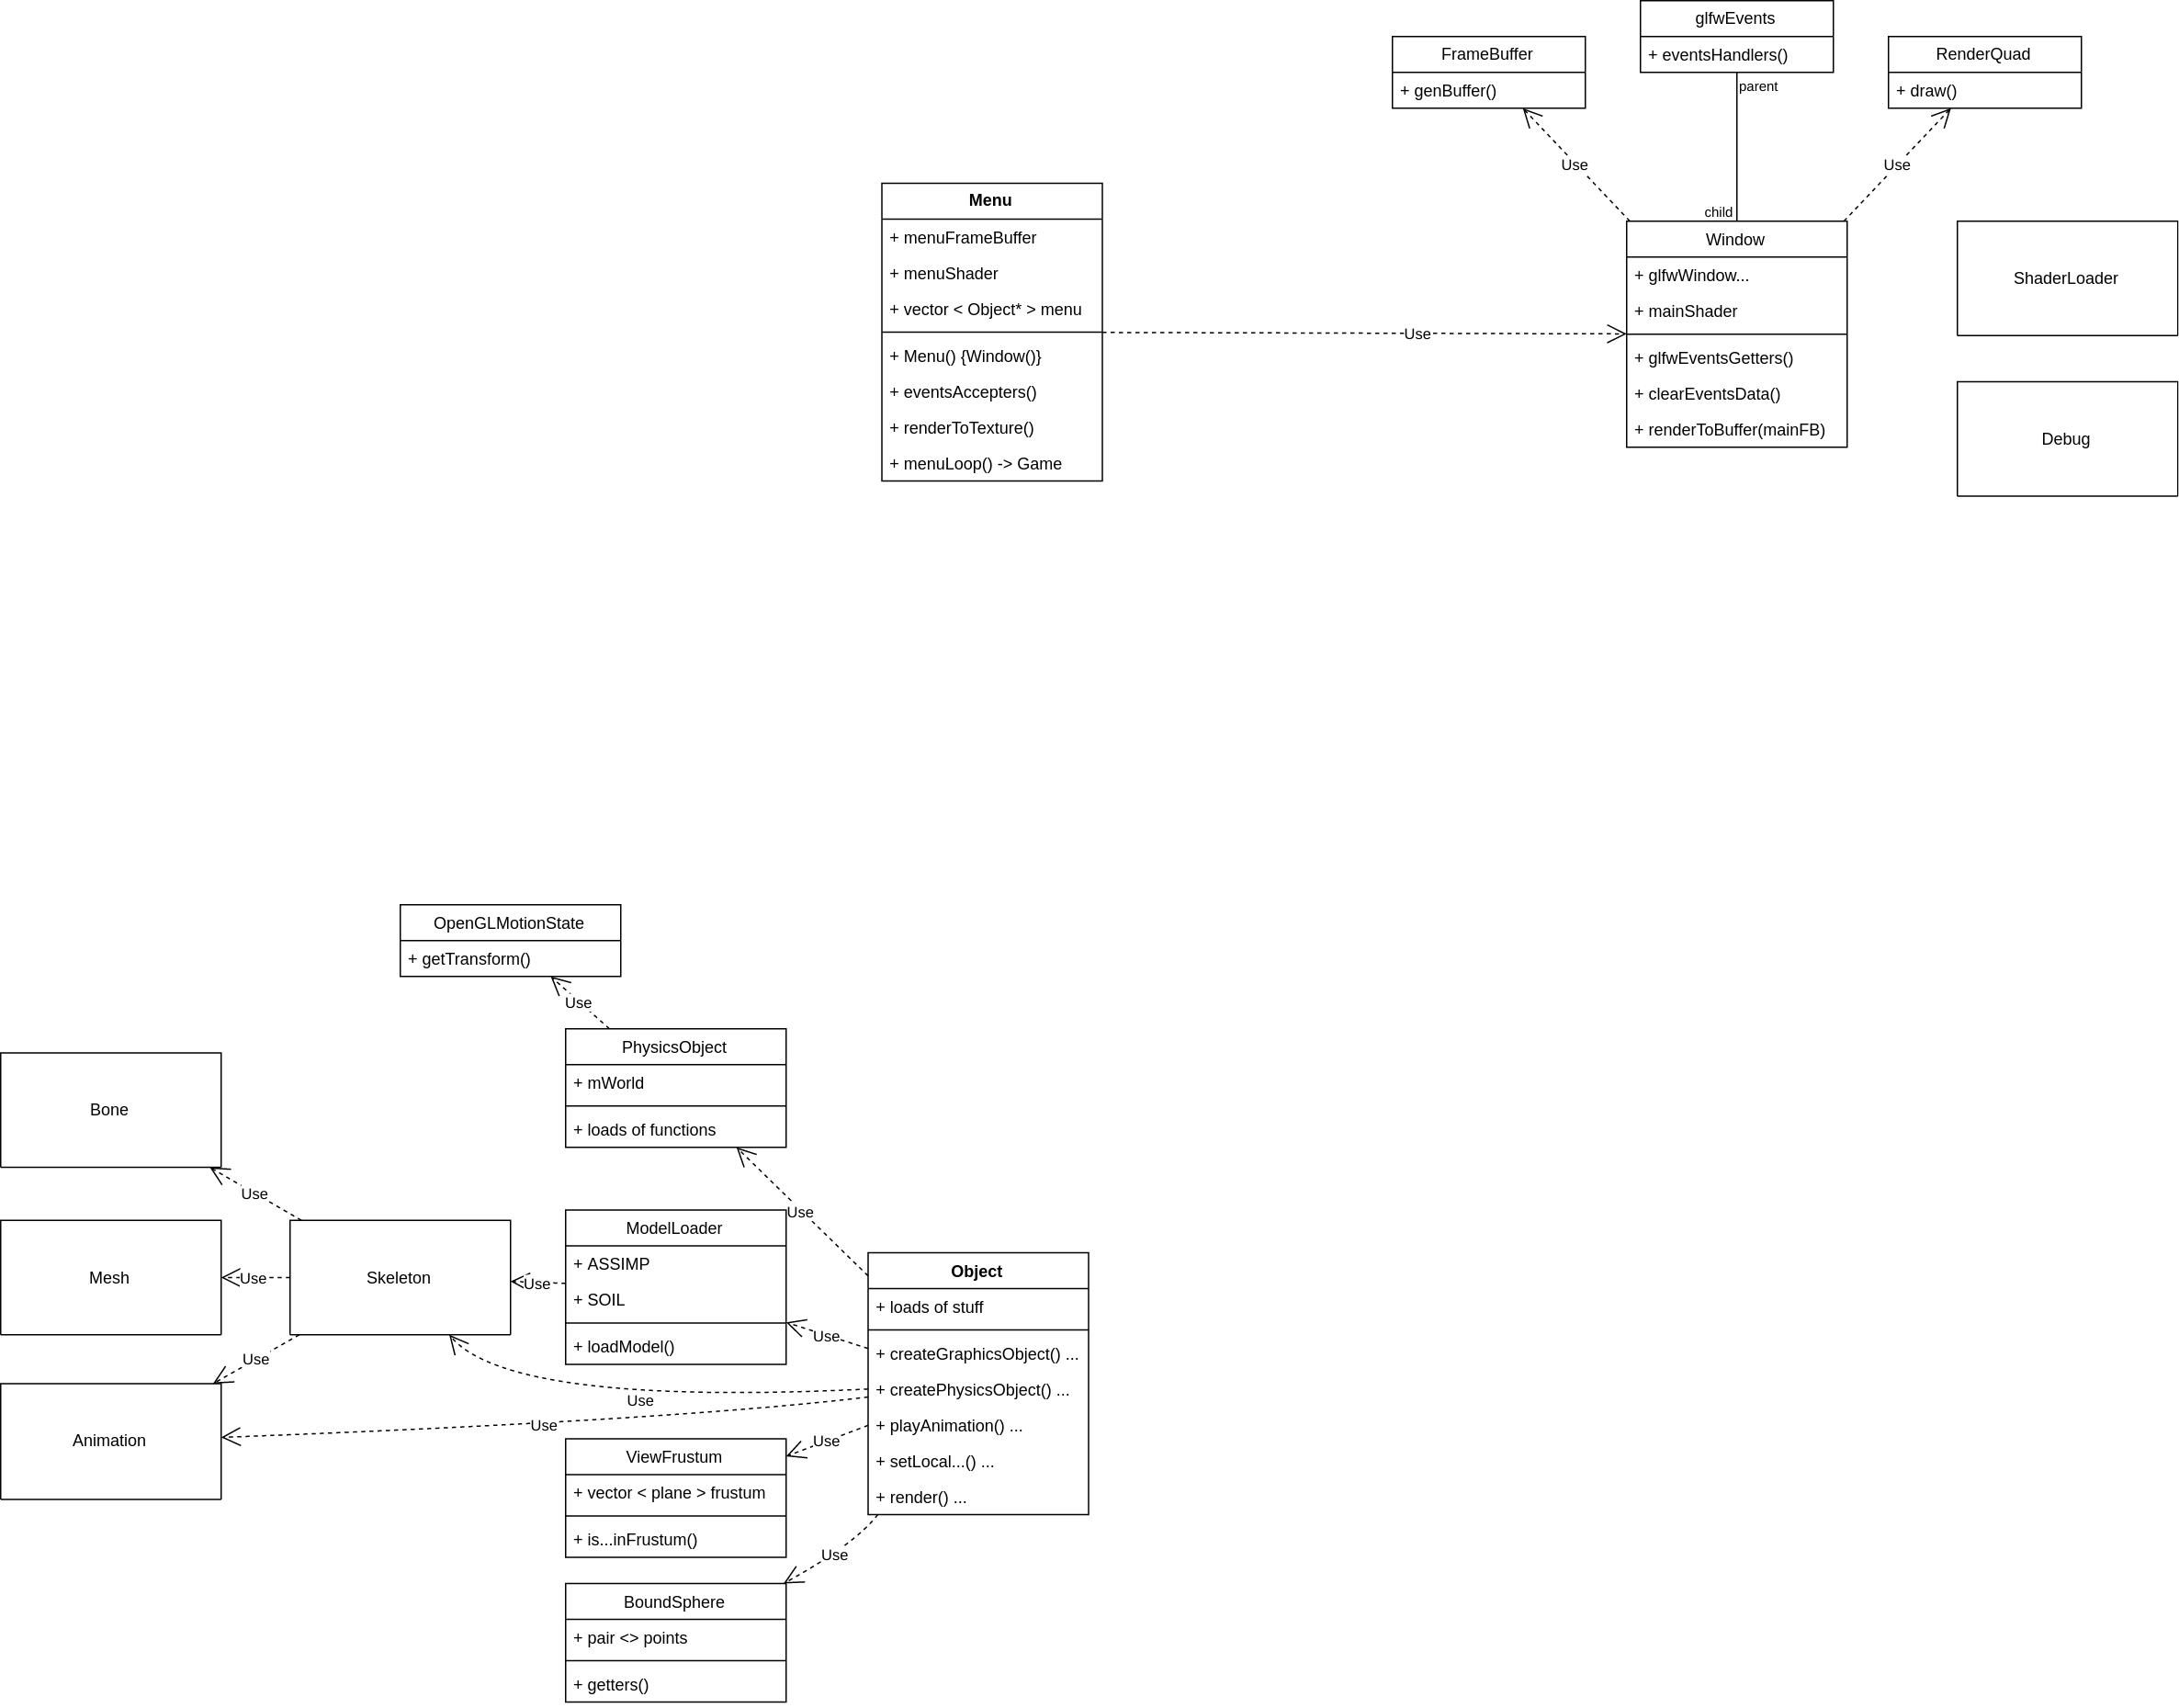 glfwEvents
+ eventsHandlers()
FrameBuffer
+ genBuffer()
RenderQuad
+ draw()
parent
Use
Use
child
Menu
+ menuFrameBuffer
+ menuShader
+ vector < Object* > menu
+ Menu() {Window()}
+ eventsAccepters()
+ renderToTexture()
+ menuLoop() -> Game
Use
Window
+ glfwWindow...
+ mainShader
+ glfwEventsGetters()
+ clearEventsData()
+ renderToBuffer(mainFB)
ShaderLoader
Debug
OpenGLMotionState
+ getTransform()
Use
PhysicsObject
+ mWorld
+ loads of functions
Bone
Use
Use
Mesh
Use
Skeleton
Use
ModelLoader
+ ASSIMP
+ SOIL
+ loadModel()
Use
Object
+ loads of stuff
+ createGraphicsObject() ...
+ createPhysicsObject() ...
+ playAnimation() ...
+ setLocal...() ...
+ render() ...
Use
Use
Use
Animation
Use
ViewFrustum
+ vector < plane > frustum
+ is...inFrustum()
Use
BoundSphere
+ pair <> points
+ getters()